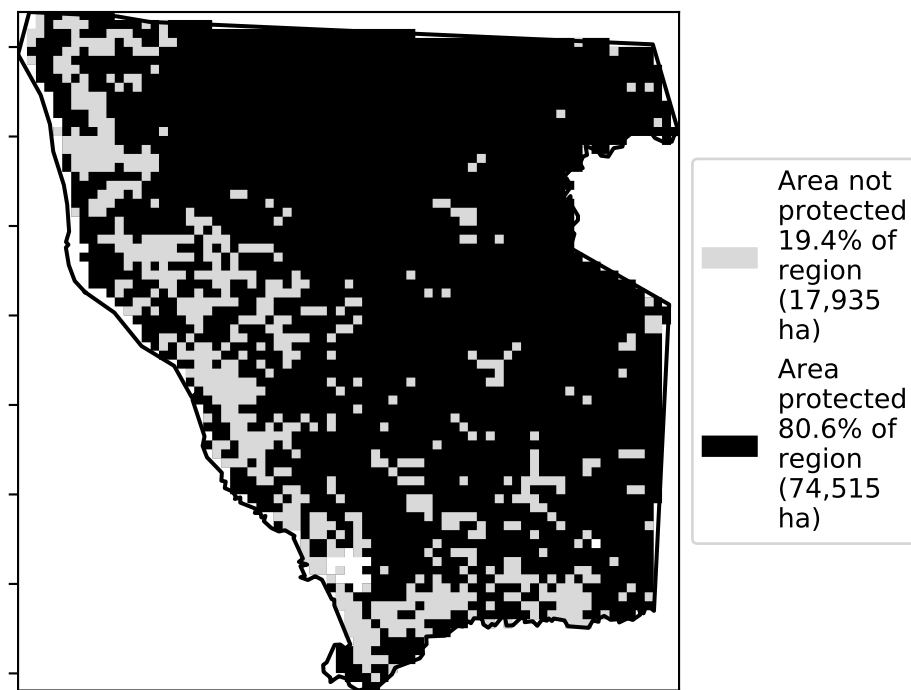 Area not
protected
19.4% of
region
(17,935
ha)
Area
protected
80.6% of
region
(74,515
ha)